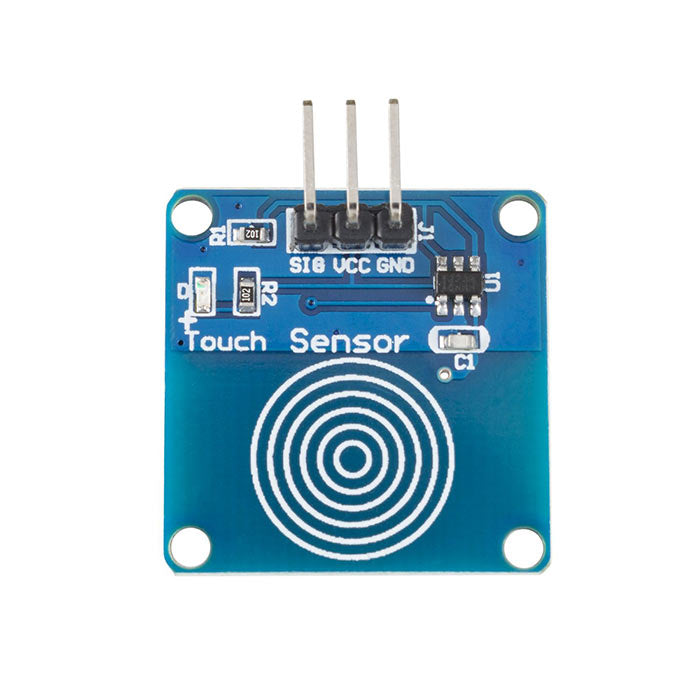 R1
102
J1
SIG VCC GND
D
+
102
R2
U1
Touch Sensor
C1